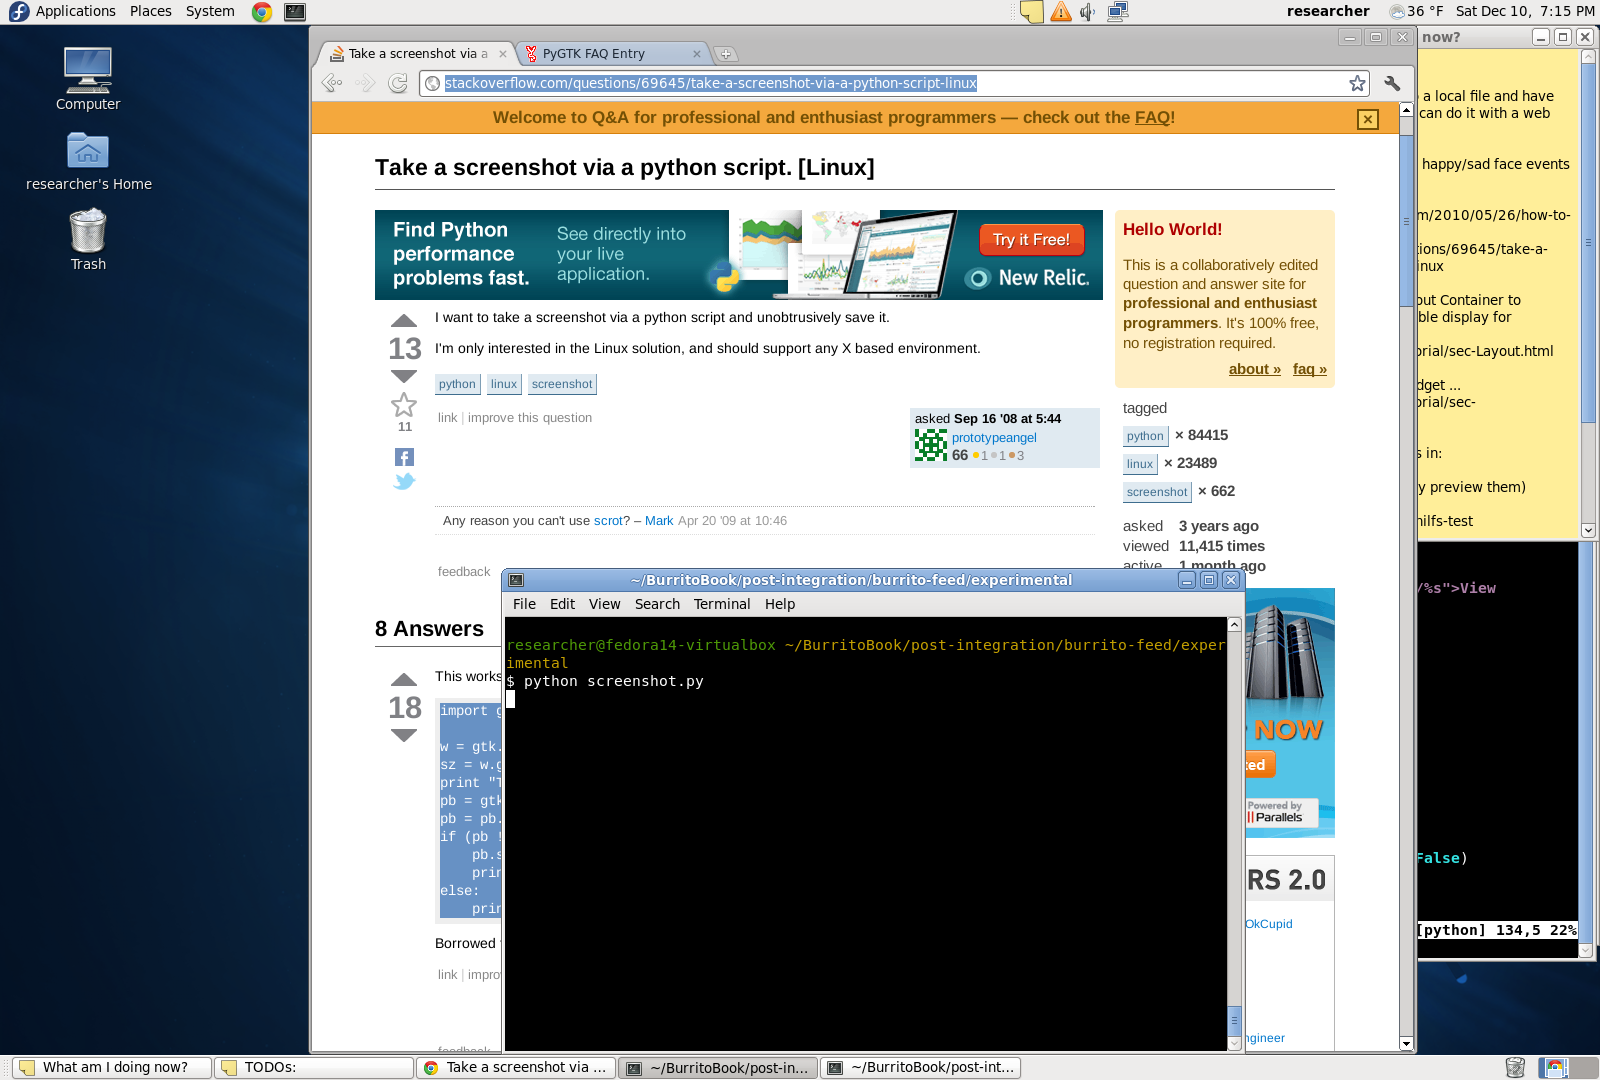 Applications Places System
researcher 36 °F Sat Dec 10, 7:15 PM
Computer
researcher's Home
Trash
Take a screenshot via a
PyGTK FAQ Entry
stackoverflow.com/questions/69645/take-a-screenshot-via-a-python-script-linux
Welcome to Q&A for professional and enthusiast programmers — check out the FAQ!
Take a screenshot via a python script. [Linux]
Find Python
performance
problems fast.
See directly into
your live
application.
Try it Free!
New Relic.
13
I want to take a screenshot via a python script and unobtrusively save it.
I'm only interested in the Linux solution, and should support any X based environment.
python linux screenshot
11
link | improve this question
asked Sep 16 '08 at 5:44
prototypeangel
66 1 1 3
Any reason you can't use scrot? – Mark Apr 20 '09 at 10:46
feedback
8 Answers
18
This works
import g
w = gtk.
sz = w.g
print "T
pb = gtk
pb = pb.
if (pb !
pb.s
prin
else:
prin
Borrowed
link | impro
feedback
Hello World!
This is a collaboratively edited
question and answer site for
professional and enthusiast
programmers. It's 100% free,
no registration required.
about » faq »
tagged
python × 84415
linux × 23489
screenshot × 662
asked 3 years ago
viewed 11,415 times
active 1 month ago
NOW
ted
Powered by
Parallels
RS 2.0
OkCupid
ngineer
~/BurritoBook/post-integration/burrito-feed/experimental
File Edit View Search Terminal Help
researcher@fedora14-virtualbox ~/BurritoBook/post-integration/burrito-feed/exper
imental
$ python screenshot.py
now?
a local file and have
can do it with a web
happy/sad face events
m/2010/05/26/how-to-
tions/69645/take-a-
inux
out Container to
ble display for
orial/sec-Layout.html
dget ...
orial/sec-
s in:
y preview them)
nilfs-test
/%s">View
False)
[python] 134,5 22%
What am I doing now?
TODOs:
Take a screenshot via ...
~/BurritoBook/post-in...
~/BurritoBook/post-int...